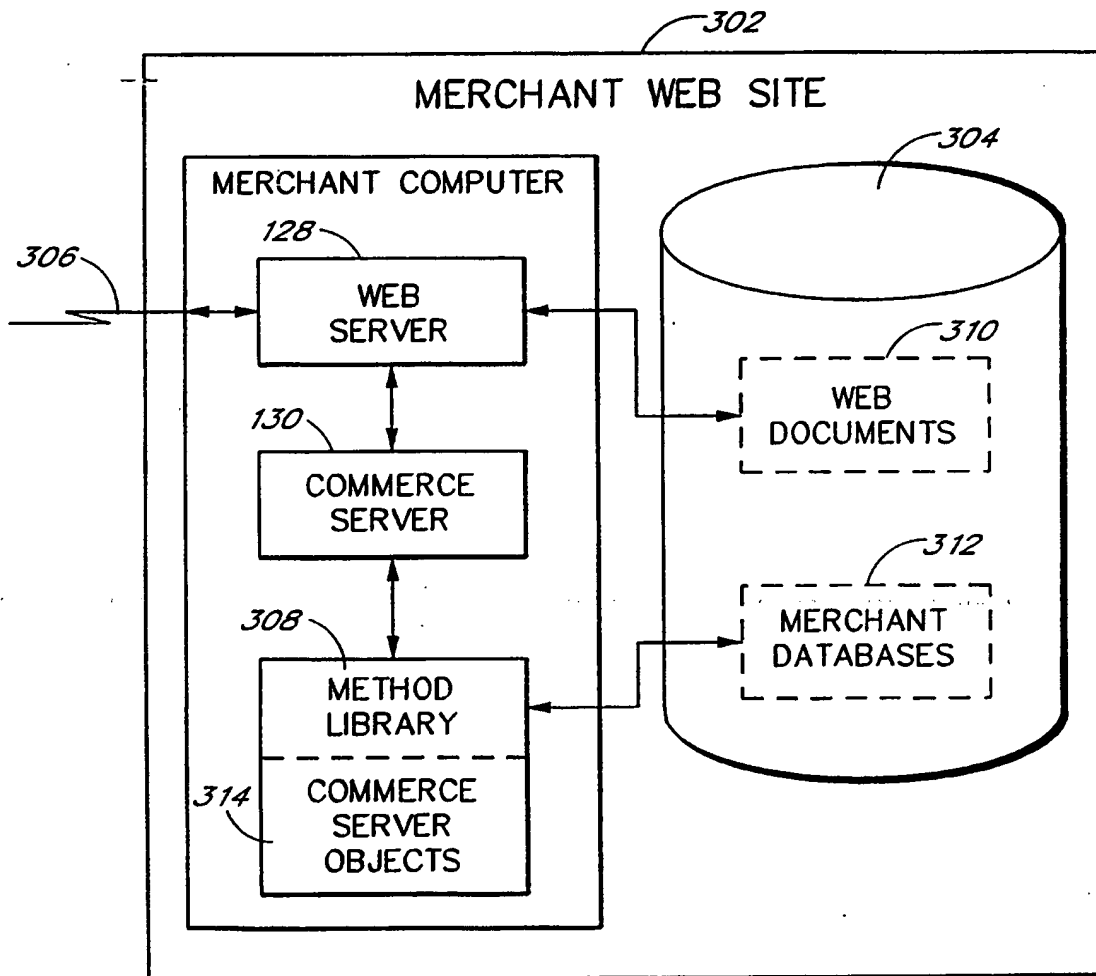 302
MERCHANT WEB SITE
304
MERCHANT COMPUTER
128
306
WEB
SERVER
310
WEB
DOCUMENTS
130
COMMERCE
SERVER
312
MERCHANT
DATABASES
308
METHOD
LIBRARY
314
COMMERCE
SERVER
OBJECTS